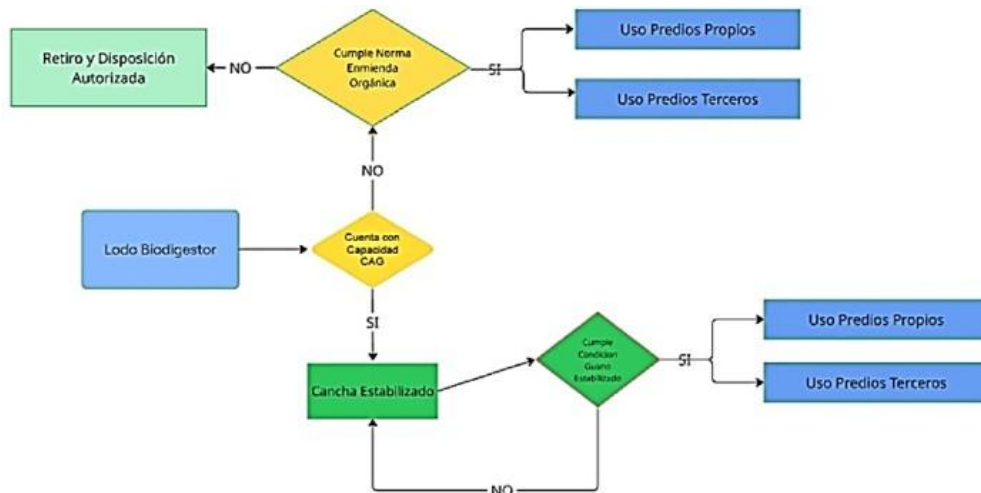 Retiro y Disposición
Autorizada
NO
Cumple Norma
Enmienda
Orgánica
SI
Uso Predios Propios
Uso Predios Terceros
NO
Lodo Biodigestor
Cuenta con
Capacidad
CAG
SI
Cancha Estabilizado
Cumple
Condicion
Guano
Estabilizado
SI
Uso Predios Propios
Uso Predios Terceros
NO